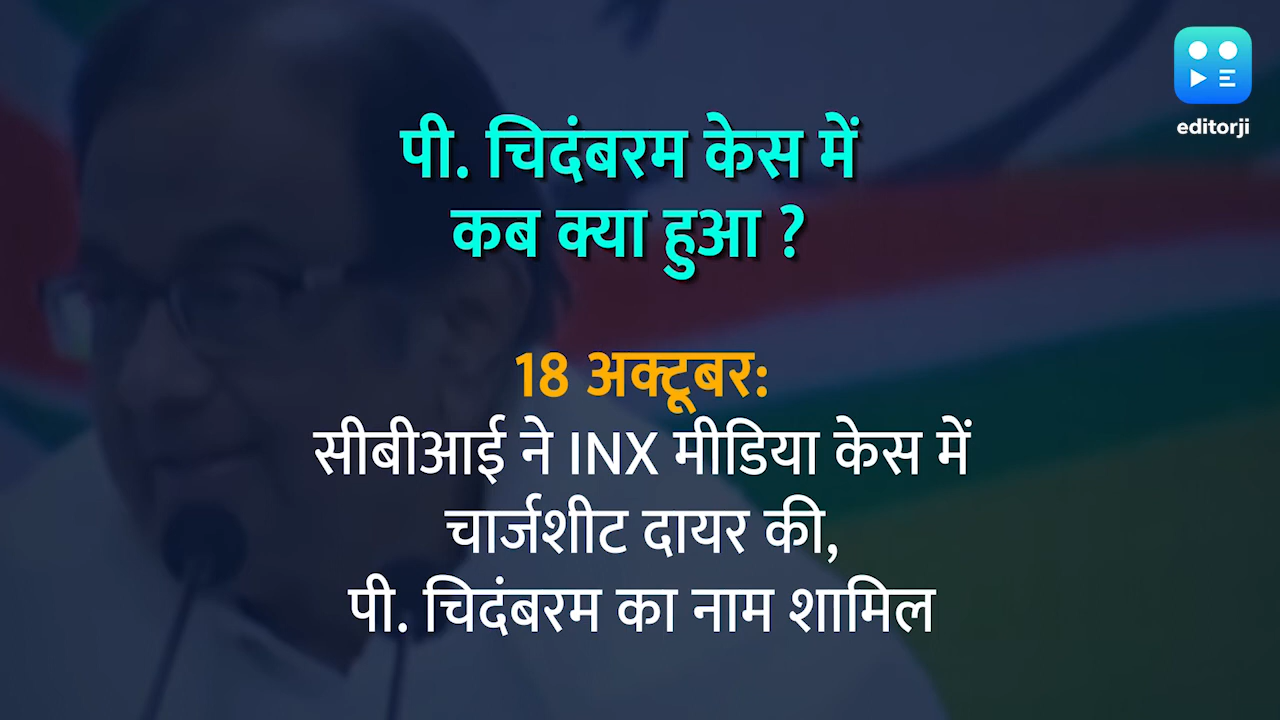 editorji
पी. चिदंबरम केस में
कब क्या हुआ ?
18 अक्टूबर:
सीबीआई ने INX मीडिया केस में
चार्जशीट दायर की,
पी. चिदंबरम का नाम शामिल